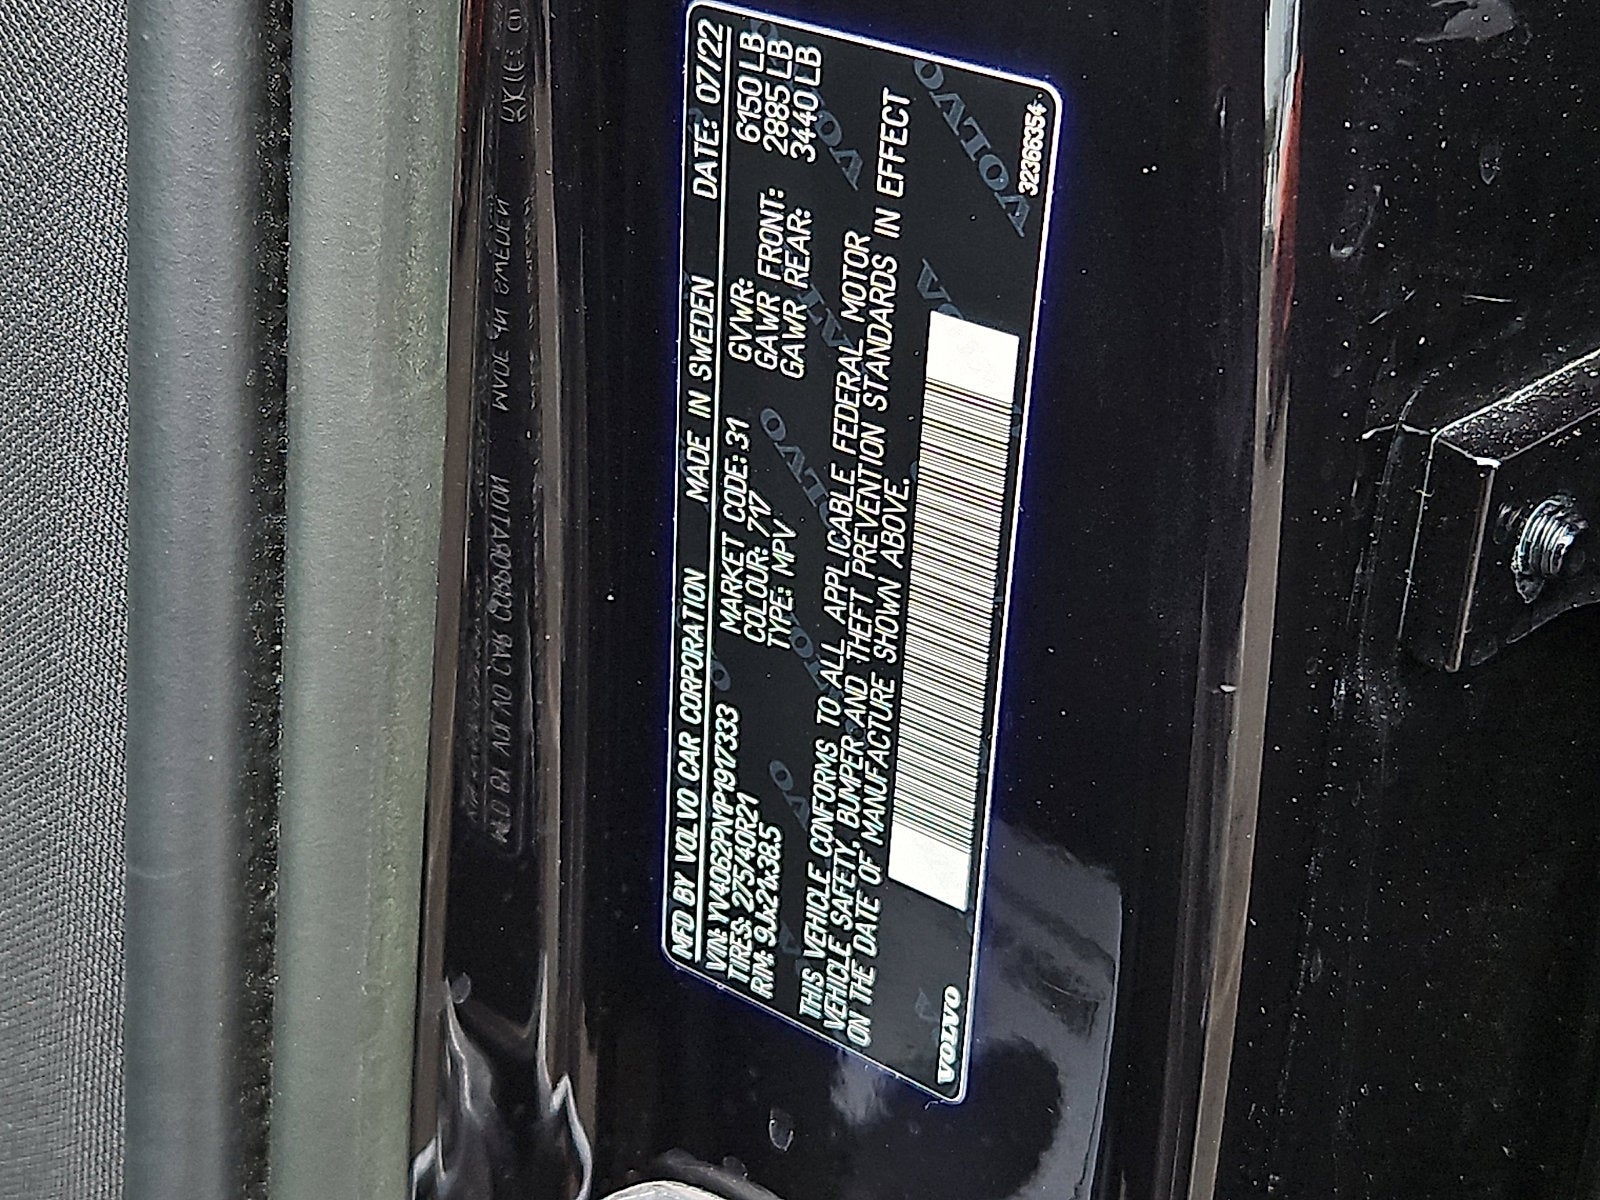 MFD BY VOLVO CAR CORPORATION MADE IN SWEDEN DATE: 07/22
VIN: YV4062PN1P1917333 MARKET CODE: 31 GVWR: 6150 LB
TIRES: 275/40R21 COLOUR: 717 GAWR FRONT: 2885 LB
RIM: 9Jx21x38.5 TYPE: MPV GAWR REAR: 3440 LB
THIS VEHICLE CONFORMS TO ALL APPLICABLE FEDERAL MOTOR
VEHICLE SAFETY, BUMPER AND THEFT PREVENTION STANDARDS IN EFFECT
ON THE DATE OF MANUFACTURE SHOWN ABOVE.
VOLVO
32366354